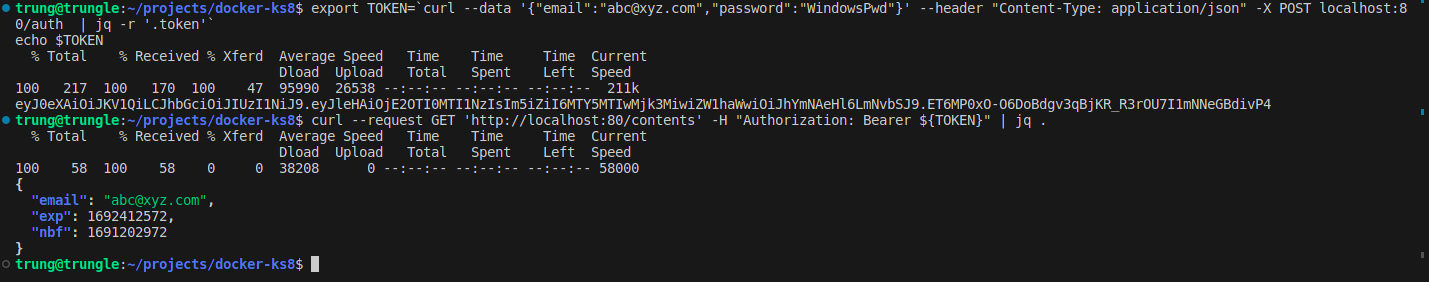 trung@trungle:~/projects/docker-ks8$ export TOKEN=`curl --data '{"email":"abc@xyz.com","password":"WindowsPwd"}' --header "Content-Type: application/json" -X POST localhost:8
0/auth  | jq -r '.token'`
echo $TOKEN
  % Total    % Received % Xferd  Average Speed   Time    Time     Time  Current
                                 Dload  Upload   Total   Spent    Left  Speed
100   217  100   170  100    47  95990  26538 --:--:-- --:--:-- --:--:--  211k
eyJ0eXAiOiJKV1QiLCJhbGciOiJIUzI1NiJ9.eyJleHAiOjE2OTI0MTI1NzIsIm5iZiI6MTY5MTIwMjk3MiwiZW1haWwiOiJhYmNAeHl6LmNvbSJ9.ET6MP0xO-O6DoBdgv3qBjKR_R3rOU7I1mNNeGBdivP4
trung@trungle:~/projects/docker-ks8$ curl --request GET 'http://localhost:80/contents' -H "Authorization: Bearer ${TOKEN}" | jq .
  % Total    % Received % Xferd  Average Speed   Time    Time     Time  Current
                                 Dload  Upload   Total   Spent    Left  Speed
100    58  100    58    0     0  38208      0 --:--:-- --:--:-- --:--:-- 58000
{
  "email": "abc@xyz.com",
  "exp": 1692412572,
  "nbf": 1691202972
}
trung@trungle:~/projects/docker-ks8$